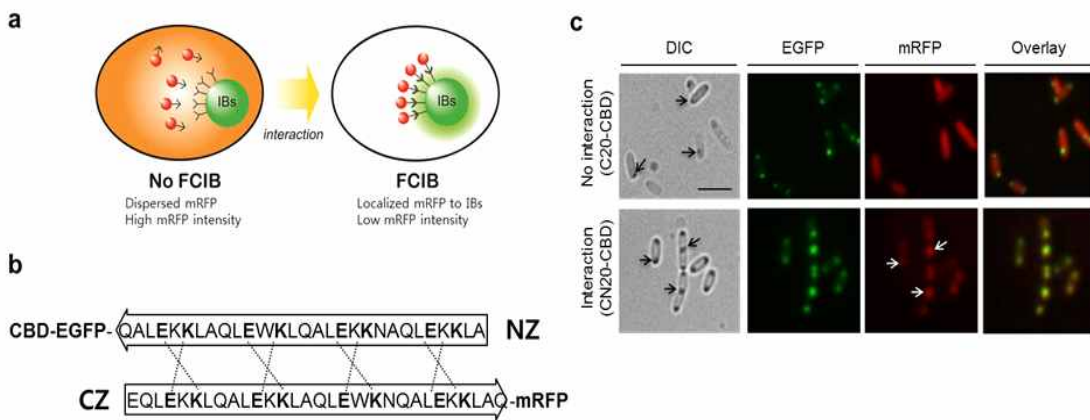 a
IBs
interaction
IBs
No FCIB
Dispersed mRFP
High mRFP intensity
FCIB
Localized mRFP to IBs
Low mRFP intensity
b
CBD-EGFP-QALEKKLAQLEWKLQALEKKNAQLEKKLA NZ
CZ EQLEKKLQALEKKLAQLEWKNQALEKKLAQ-mRFP
c
DIC EGFP mRFP Overlay
No interaction
(C20-CBD)
Interaction
(CN20-CBD)